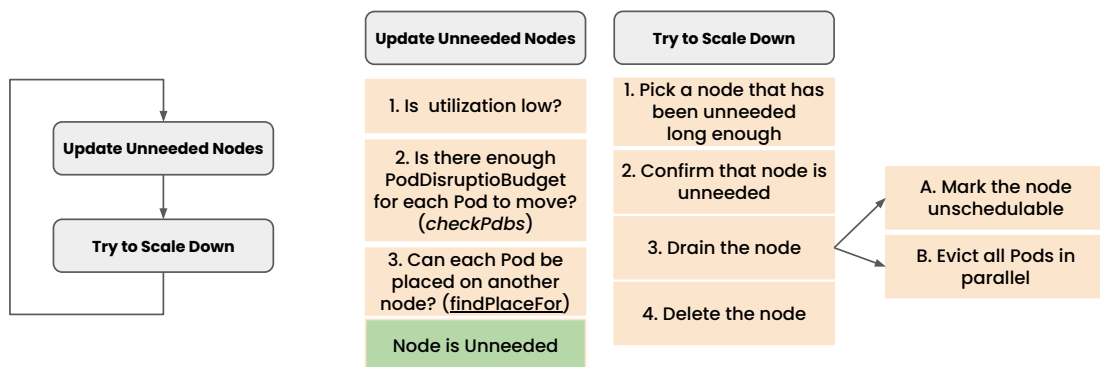 Update Unneeded Nodes
Try to Scale Down
Update Unneeded Nodes
1. Is utilization low?
2. Is there enough
PodDisruptioBudget
for each Pod to move?
(checkPdbs)
3. Can each Pod be
placed on another
node? (findPlaceFor)
Node is Unneeded
Try to Scale Down
1. Pick a node that has
been unneeded
long enough
2. Confirm that node is
unneeded
3. Drain the node
4. Delete the node
A. Mark the node
unschedulable
B. Evict all Pods in
parallel